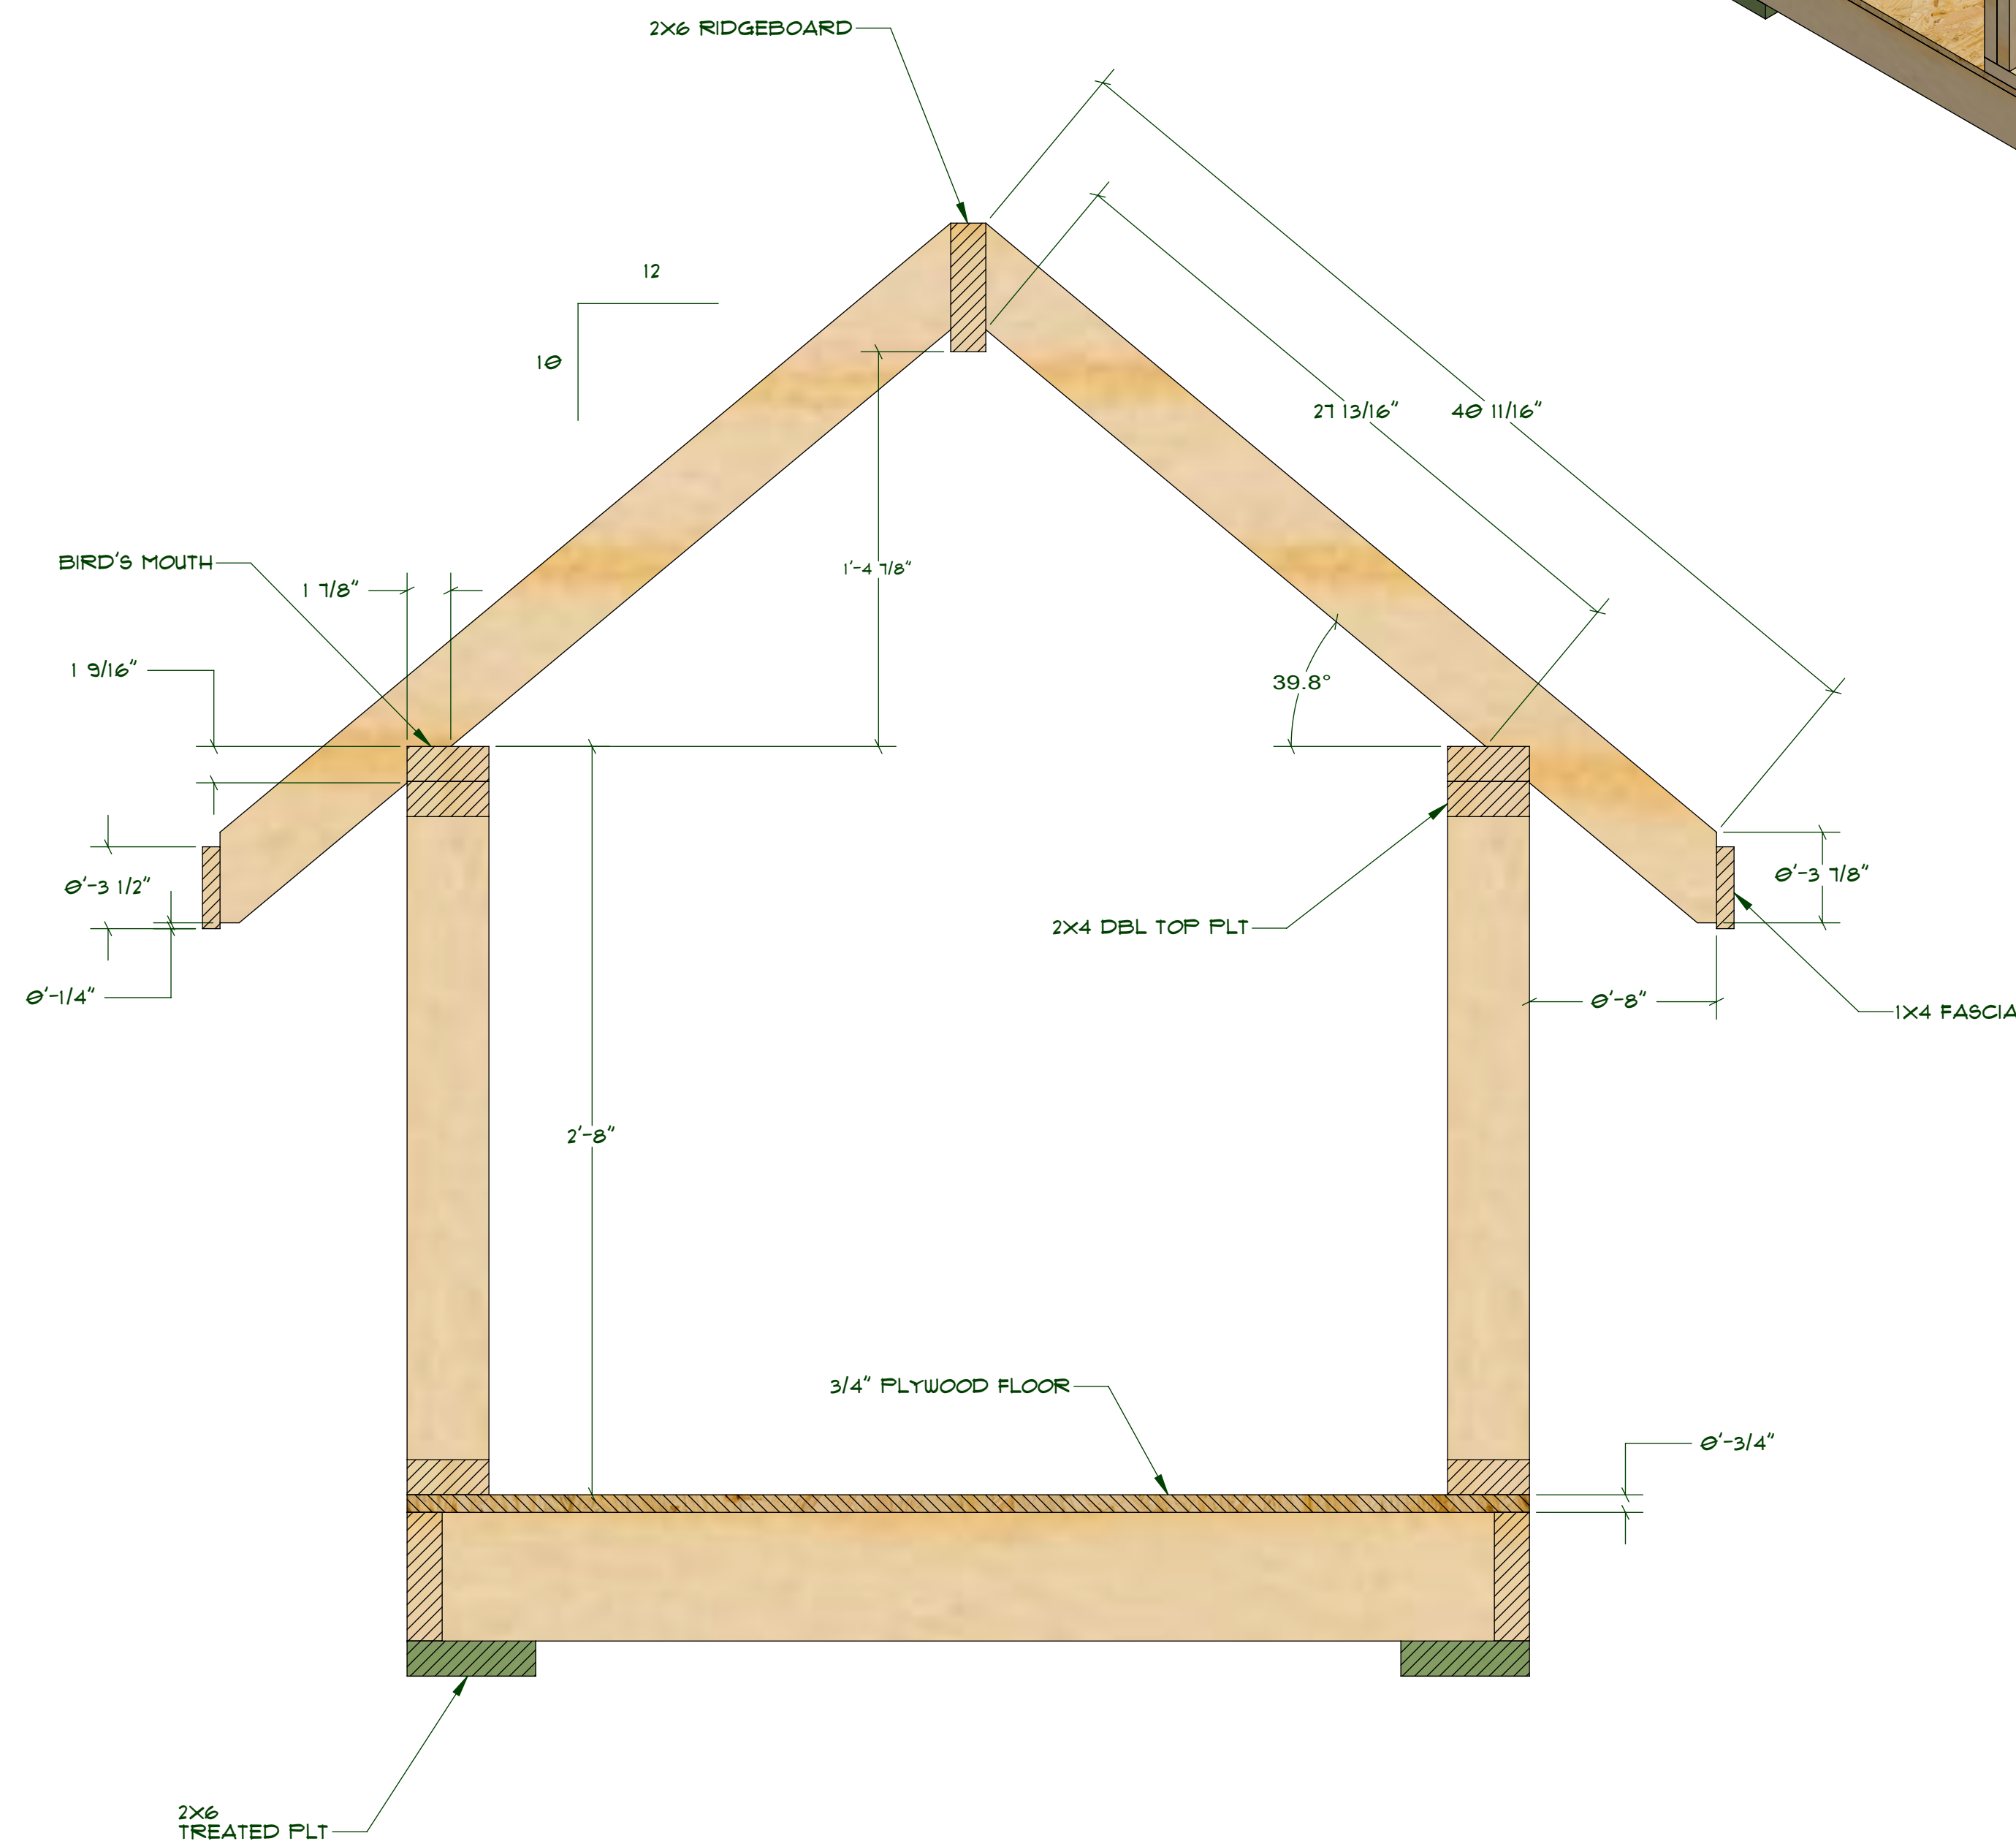 2X6 RIDGEBOARD
12
10
27 13/16"
40 11/16"
BIRD'S MOUTH
1 7/8"
1'-4 7/8"
1 9/16"
39.8°
0'-3 1/2"
0'-3 7/8"
2X4 DBL TOP PLT
0'-1/4"
0'-8"
1X4 FASCIA
2'-8"
3/4" PLYWOOD FLOOR
0'-3/4"
2X6
TREATED PLT